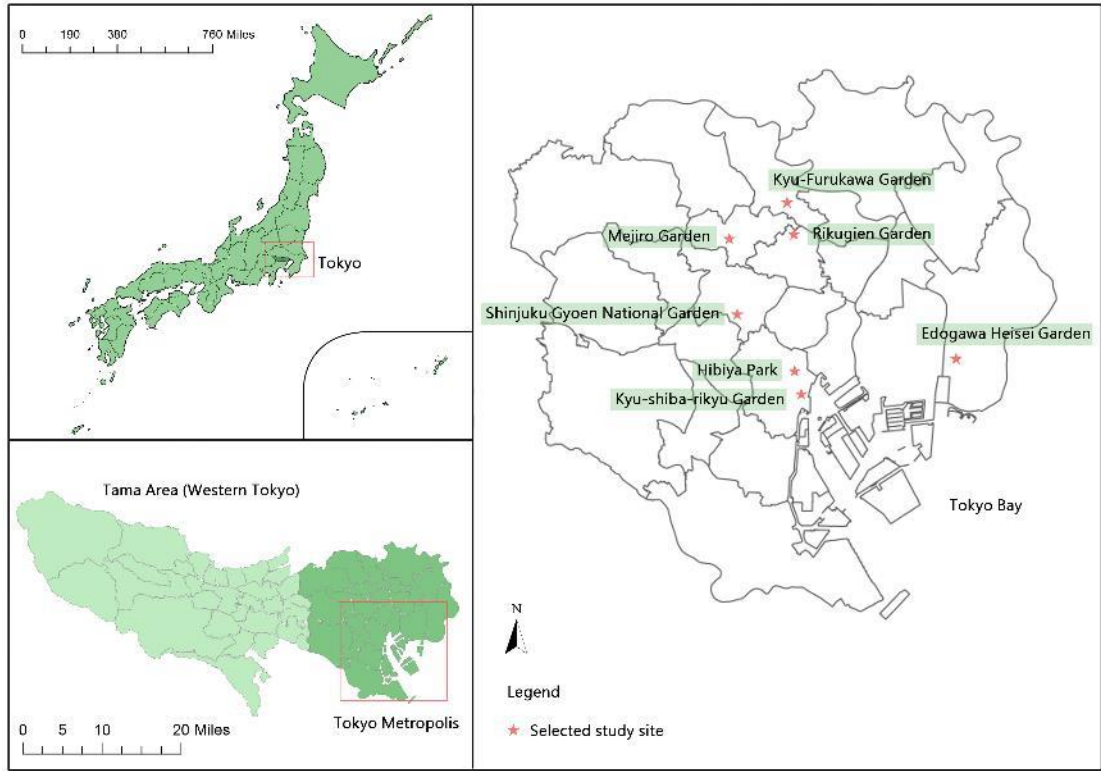 0 190 380 760 Miles
Tokyo
Tama Area (Western Tokyo)
Tokyo Metropolis
0 5 10 20 Miles
Kyu-Furukawa Garden
Mejiro Garden
Rikugien Garden
Shinjuku Gyoen National Garden
Edogawa Heisei Garden
Hibiya Park
Kyu-shiba-rikyu Garden
Tokyo Bay
N
Legend
Selected study site